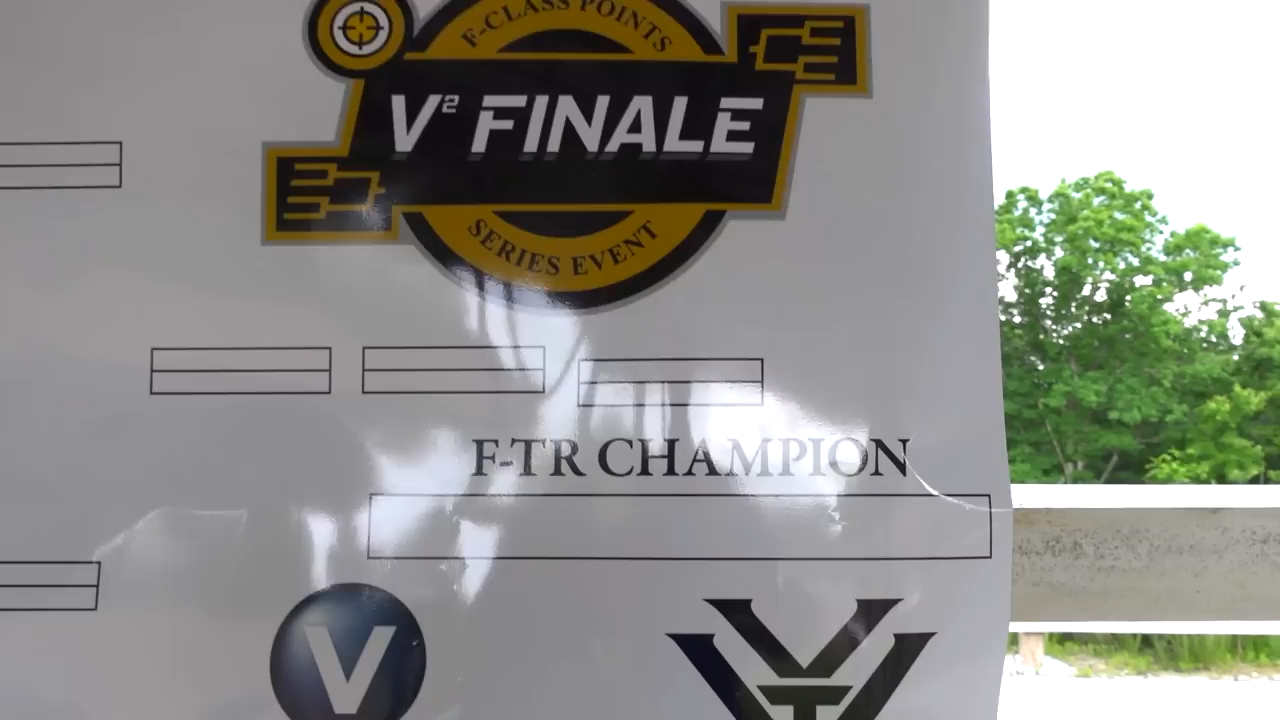 F-CLASS POINTS
V² FINALE
SERIES EVENT
F-TR CHAMPION
V